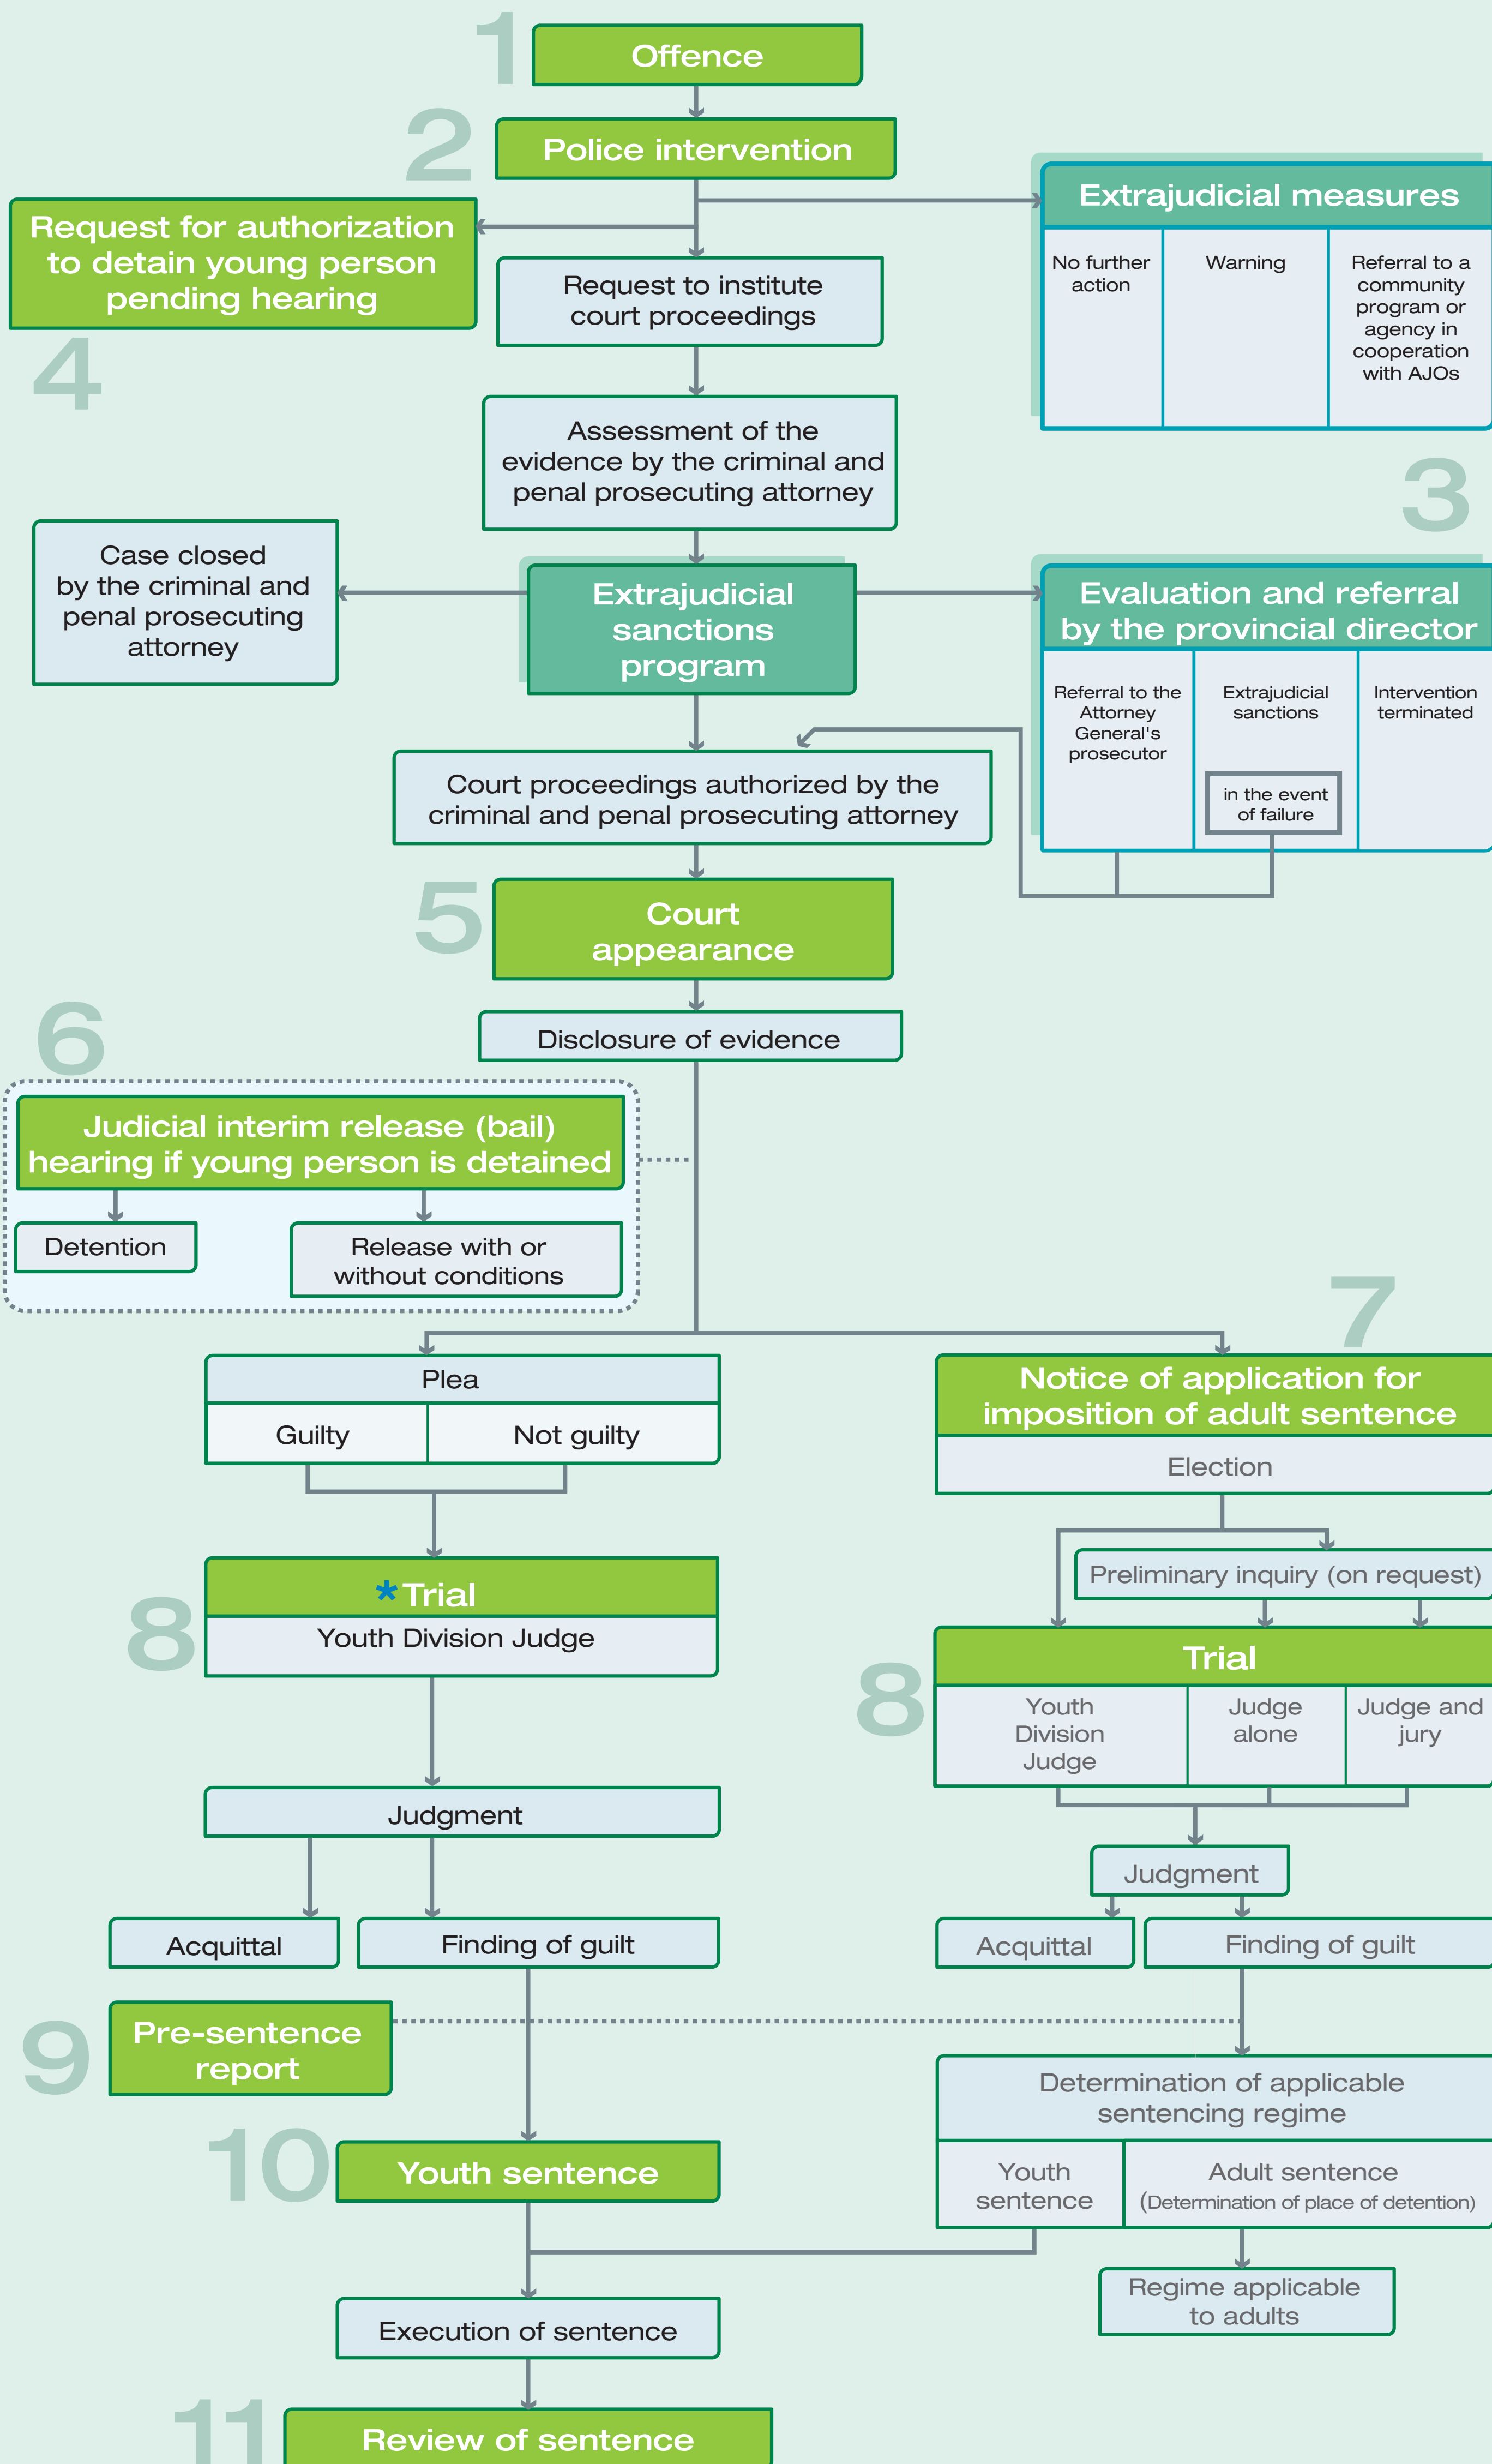 1
Offence
2
Police intervention
Extrajudicial measures
No further
action
Warning
Referral to a
community
program or
agency in
cooperation
with AJOs
Request for authorization
to detain young person
pending hearing
4
Request to institute
court proceedings
Assessment of the
evidence by the criminal and
penal prosecuting attorney
3
Case closed
by the criminal and
penal prosecuting
attorney
Extrajudicial
sanctions
program
Evaluation and referral
by the provincial director
Referral to the
Attorney
General's
prosecutor
Extrajudicial
sanctions
in the event
of failure
Intervention
terminated
Court proceedings authorized by the
criminal and penal prosecuting attorney
5
Court
appearance
Disclosure of evidence
6
Judicial interim release (bail)
hearing if young person is detained
Detention
Release with or
without conditions
Plea
Guilty
Not guilty
7
Notice of application for
imposition of adult sentence
Election
Preliminary inquiry (on request)
8
*Trial
Youth Division Judge
8
Trial
Youth
Division
Judge
Judge
alone
Judge and
jury
Judgment
Acquittal
Finding of guilt
Judgment
Acquittal
Finding of guilt
9
Pre-sentence
report
Determination of applicable
sentencing regime
Youth
sentence
Adult sentence
(Determination of place of detention)
10
Youth sentence
Regime applicable
to adults
Execution of sentence
11
Review of sentence